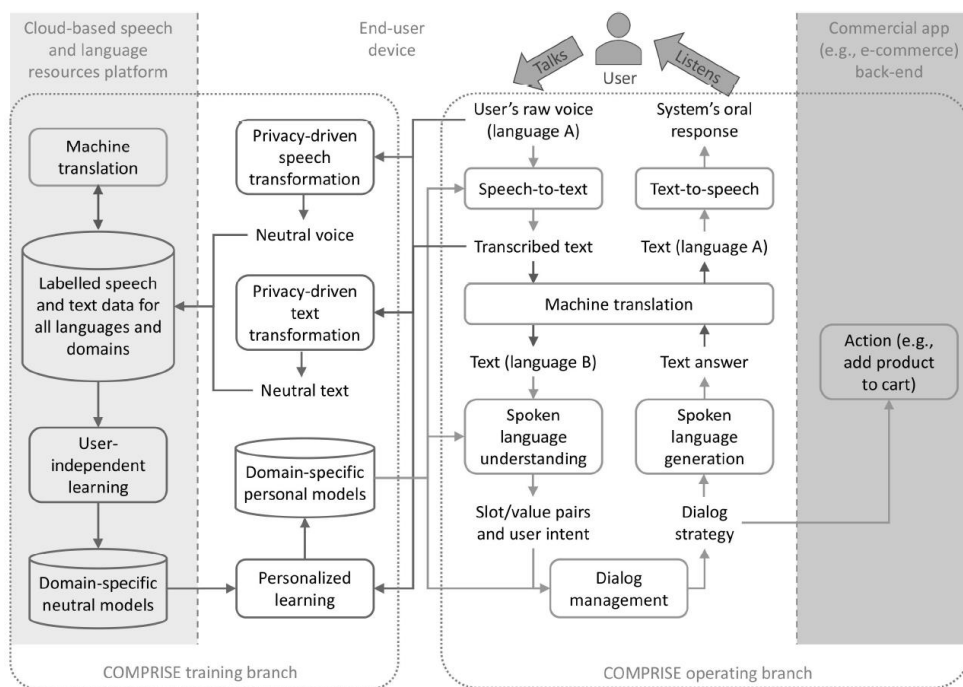 Cloud-based speech
and language
resources platform
End-user
device
Talks
User
Listens
Commercial app
(e.g., e-commerce)
back-end
Machine
translation
Labelled speech
and text data for
all languages and
domains
User-
independent
learning
Domain-specific
neutral models
Privacy-driven
speech
transformation
Neutral voice
Privacy-driven
text
transformation
Neutral text
Domain-specific
personal models
Personalized
learning
COMPRISE training branch
User's raw voice
(language A)
Speech-to-text
Transcribed text
Machine translation
Text (language B)
Spoken
language
understanding
Slot/value pairs
and user intent
Dialog
management
Dialog
strategy
Spoken
language
generation
Text answer
Text (language A)
Text-to-speech
System's oral
response
Action (e.g.,
add product
to cart)
COMPRISE operating branch